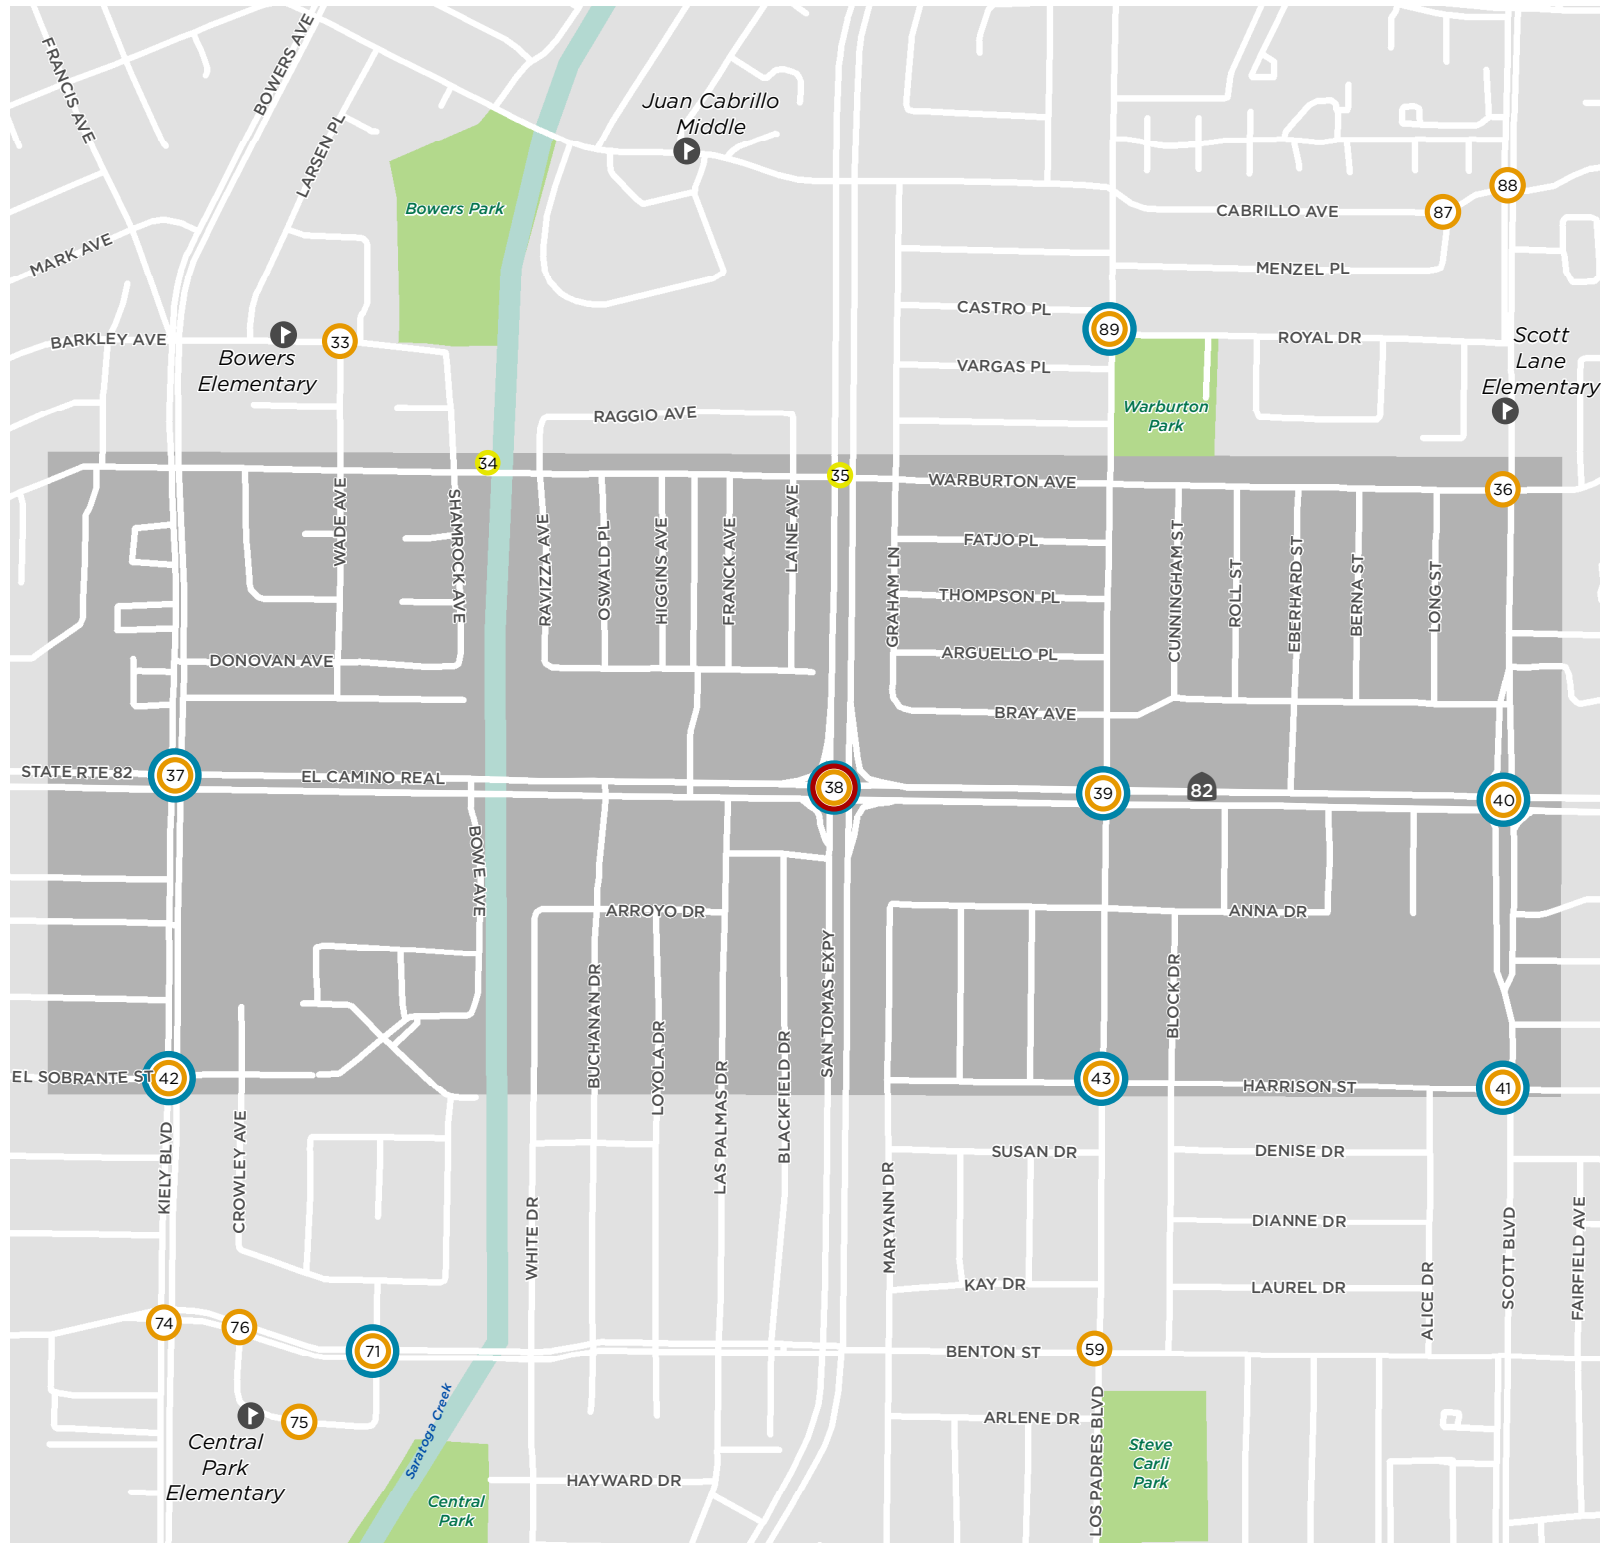 FRANCIS AVE
BOWERS AVE
LARSEN PL
Juan Cabrillo
Middle
88
Bowers Park
CABRILLO AVE
87
MARK AVE
MENZEL PL
CASTRO PL
89
BARKLEY AVE
33
ROYAL DR
Scott
Lane
Elementary
Bowers
Elementary
VARGAS PL
Warburton
Park
RAGGIO AVE
34
35
WARBURTON AVE
36
WADE AVE
SHAMROCK AVE
RAVIZZA AVE
OSWALD PL
HIGGINS AVE
FRANCK AVE
LAINE AVE
GRAHAM LN
FATJO PL
THOMPSON PL
ARGUELLO PL
CUNNINGHAM ST
ROLL ST
EBERHARD ST
BERNA ST
LONG ST
DONOVAN AVE
BRAY AVE
STATE RTE 82
37
EL CAMINO REAL
38
39
82
40
BOWE AVE
ARROYO DR
ANNA DR
SAN TOMAS EXPY
BLOCK DR
BUCHANAN DR
LOYOLA DR
LAS PALMAS DR
BLACKFIELD DR
EL SOBRANTE ST
42
43
HARRISON ST
41
KIELY BLVD
CROWLEY AVE
WHITE DR
MARYANN DR
SUSAN DR
DENISE DR
DIANNE DR
KAY DR
LAUREL DR
ALICE DR
SCOTT BLVD
FAIRFIELD AVE
74
76
71
BENTON ST
59
Saratoga Creek
75
Central
Park
Elementary
ARLENE DR
LOS PADRES BLVD
Steve
Carli
Park
HAYWARD DR
Central
Park